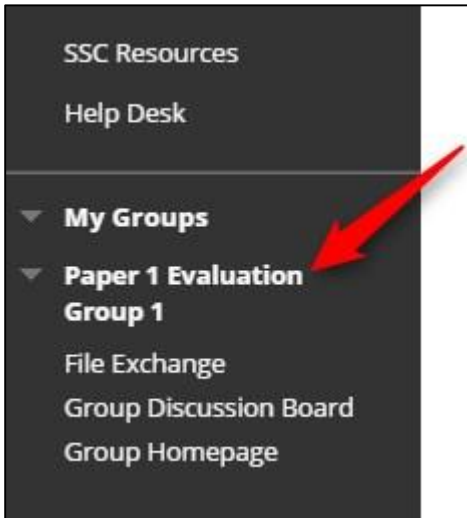 SSC Resources
Help Desk
My Groups
Paper 1 Evaluation
Group 1
File Exchange
Group Discussion Board
Group Homepage